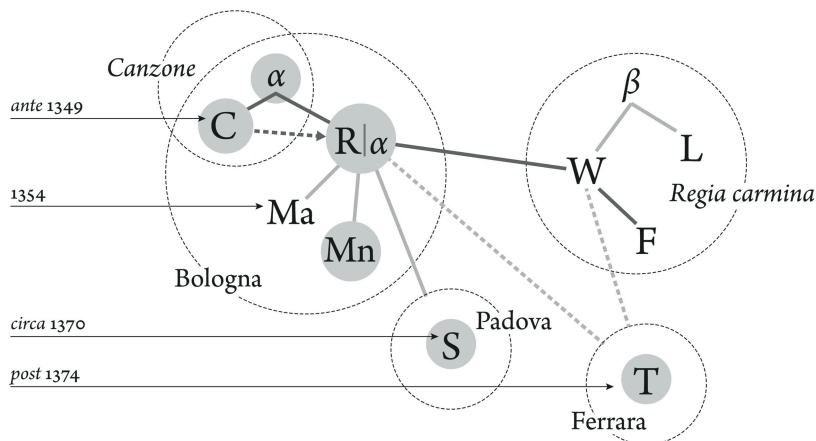 Canzone
α
β
ante 1349
C
R|α
L
W
Regia carmina
1354
Ma
F
Mn
Bologna
circa 1370
Padova
S
post 1374
T
Ferrara